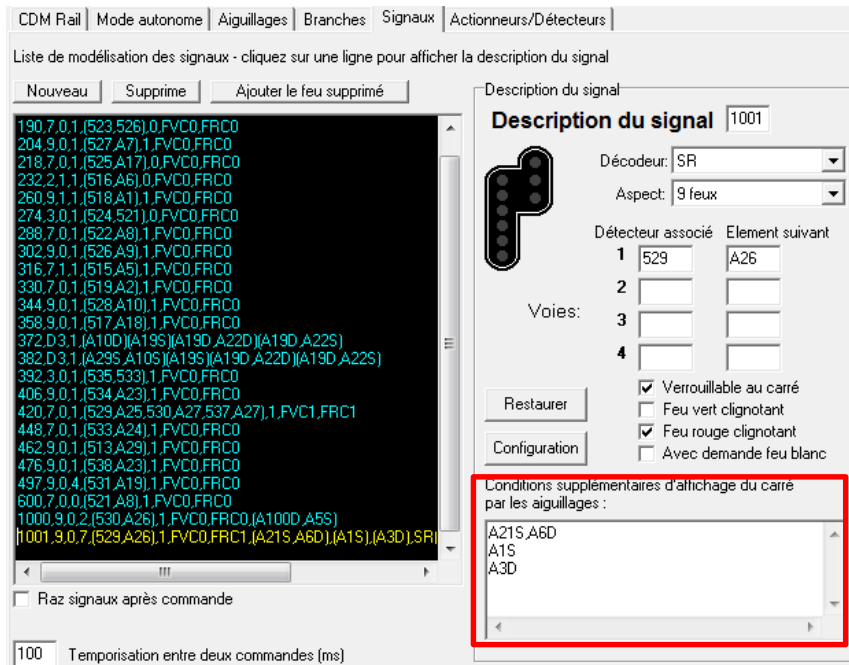 CDM Rail Mode autonome Aiguillages Branches Signaux Actionneurs/Détecteurs
Liste de modélisation des signaux - cliquez sur une ligne pour afficher la description du signal
Nouveau Supprime Ajouter le feu supprimé
190,7,0,1,(523,526),0,FVC0,FRC0
204,9,0,1,(527,A7),1,FVC0,FRC0
218,7,0,1,(525,A17),0,FVC0,FRC0
232,2,1,1,(516,A6),0,FVC0,FRC0
260,9,1,1,(518,A1),1,FVC0,FRC0
274,3,0,1,(524,521),0,FVC0,FRC0
288,7,0,1,(522,A8),1,FVC0,FRC0
302,9,0,1,(526,A9),1,FVC0,FRC0
316,7,1,1,(515,A5),1,FVC0,FRC0
330,7,0,1,(519,A2),1,FVC0,FRC0
344,9,0,1,(528,A10),1,FVC0,FRC0
358,9,0,1,(517,A18),1,FVC0,FRC0
372,D3,1,(A10D)(A19S)(A19D,A22D)(A19D,A22S)
382,D3,1,(A29S,A10S)(A19S)(A19D,A22D)(A19D,A22S)
392,3,0,1,(535,533),1,FVC0,FRC0
406,9,0,1,(534,A23),1,FVC0,FRC0
420,7,0,1,(529,A25,530,A27,537,A27),1,FVC1,FRC1
448,7,0,1,(533,A24),1,FVC0,FRC0
462,9,0,1,(513,A29),1,FVC0,FRC0
476,9,0,1,(538,A23),1,FVC0,FRC0
497,9,0,4,(531,A19),1,FVC0,FRC0
600,7,0,0,(521,A8),1,FVC0,FRC0
1000,9,0,2,(530,A26),1,FVC0,FRC0,(A100D,A5S)
1001,9,0,7,(529,A26),1,FVC0,FRC1,(A21S,A6D),(A1S),(A3D),SR(
Raz signaux après commande
100 Temporisation entre deux commandes (ms)
Description du signal
Description du signal 1001
Décodeur: SR
Aspect: 9 feux
Détecteur associé Element suivant
1 529 A26
2
Voies:
3
4
Verrouillable au carré
Restaurer Feu vert clignotant
Feu rouge clignotant
Configuration Avec demande feu blanc
Conditions supplémentaires d'affichage du carré
par les aiguillages :
A21S,A6D
A1S
A3D